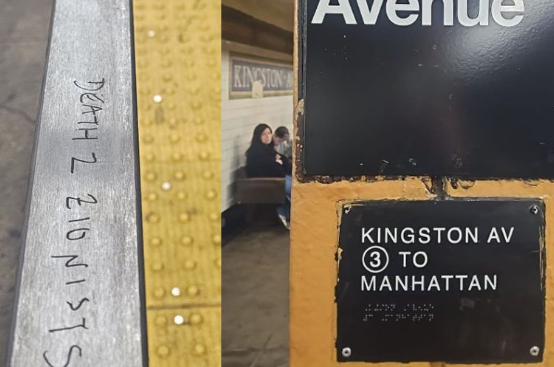 DEATH 2 ZIONISTS
KINGSTON
Avenue
KINGSTON AV
③ TO
MANHATTAN